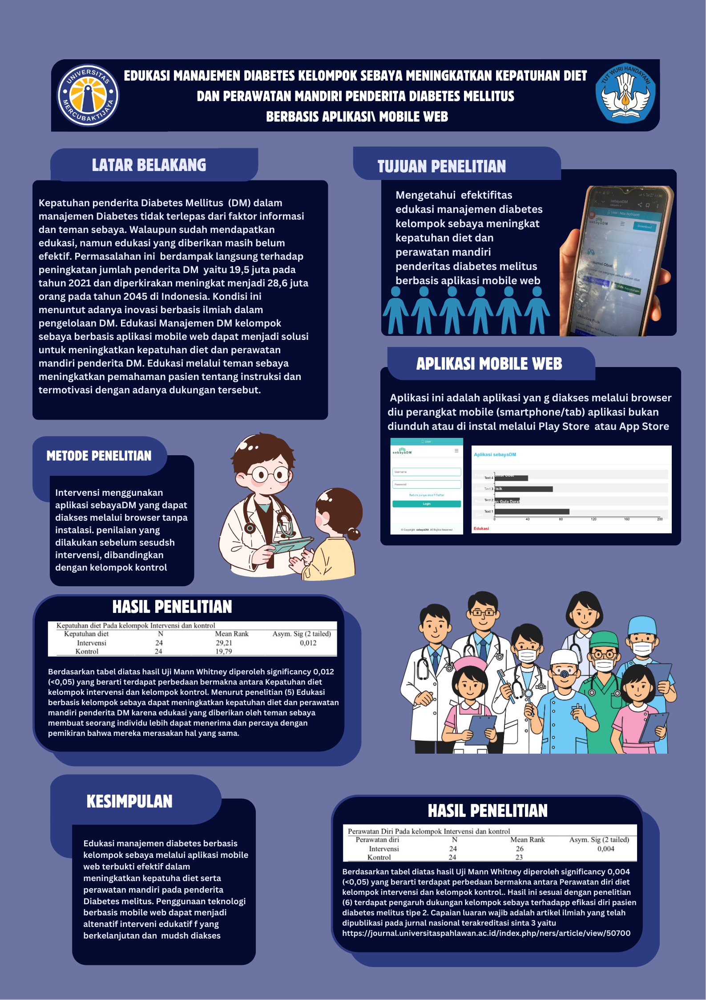 UNIVERSITAS
MERCUBAKTIJAYA
EDUKASI MANAJEMEN DIABETES KELOMPOK SEBAYA MENINGKATKAN KEPATUHAN DIET
DAN PERAWATAN MANDIRI PENDERITA DIABETES MELLITUS
BERBASIS APLIKASI\ MOBILE WEB
TUT WURI HANDAYANI
LATAR BELAKANG
Kepatuhan penderita Diabetes Mellitus (DM) dalam
manajemen Diabetes tidak terlepas dari faktor informasi
dan teman sebaya. Walaupun sudah mendapatkan
edukasi, namun edukasi yang diberikan masih belum
efektif. Permasalahan ini berdampak langsung terhadap
peningkatan jumlah penderita DM yaitu 19,5 juta pada
tahun 2021 dan diperkirakan meningkat menjadi 28,6 juta
orang pada tahun 2045 di Indonesia. Kondisi ini
menuntut adanya inovasi berbasis ilmiah dalam
pengelolaan DM. Edukasi Manajemen DM kelompok
sebaya berbasis aplikasi mobile web dapat menjadi solusi
untuk meningkatkan kepatuhan diet dan perawatan
mandiri penderita DM. Edukasi melalui teman sebaya
meningkatkan pemahaman pasien tentang instruksi dan
termotivasi dengan adanya dukungan tersebut.
TUJUAN PENELITIAN
Mengetahui efektifitas
edukasi manajemen diabetes
kelompok sebaya meningkat
kepatuhan diet dan
perawatan mandiri
penderitas diabetes melitus
berbasis aplikasi mobile web
sebayaDM
User : Nila Nofrianti
sebayaDM
Download
Konsumsi Obat
Grafik Kepatuhan
Aktivitas Fisik
APLIKASI MOBILE WEB
Aplikasi ini adalah aplikasi yan g diakses melalui browser
diu perangkat mobile (smartphone/tab) aplikasi bukan
diunduh atau di instal melalui Play Store atau App Store
User :
sebayaDM
Username
Password
Belum punya akun? Daftar
Login
© Copyright sebayaDM All Rights Reserved
Aplikasi sebayaDM
Text 4
Text 3
Text 2
an Gula Darah
Text 1
0 40 80 120 160 200
Edukasi
METODE PENELITIAN
Intervensi menggunakan
aplikasi sebayaDM yang dapat
diakses melalui browser tanpa
instalasi. penilaian yang
dilakukan sebelum sesudsh
intervensi, dibandingkan
dengan kelompok kontrol
HASIL PENELITIAN
Kepatuhan diet Pada kelompok Intervensi dan kontrol
Kepatuhan diet N Mean Rank Asym. Sig (2 tailed)
Intervensi 24 29,21 0,012
Kontrol 24 19,79
Berdasarkan tabel diatas hasil Uji Mann Whitney diperoleh significancy 0,012
(<0,05) yang berarti terdapat perbedaan bermakna antara Kepatuhan diet
kelompok intervensi dan kelompok kontrol. Menurut penelitian (5) Edukasi
berbasis kelompok sebaya dapat meningkatkan kepatuhan diet dan perawatan
mandiri penderita DM karena edukasi yang diberikan oleh teman sebaya
membuat seorang individu lebih dapat menerima dan percaya dengan
pemikiran bahwa mereka merasakan hal yang sama.
KESIMPULAN
Edukasi manajemen diabetes berbasis
kelompok sebaya melalui aplikasi mobile
web terbukti efektif dalam
meningkatkan kepatuha diet serta
perawatan mandiri pada penderita
Diabetes melitus. Penggunaan teknologi
berbasis mobile web dapat menjadi
altenatif interveni edukatif f yang
berkelanjutan dan mudsh diakses
HASIL PENELITIAN
Perawatan Diri Pada kelompok Intervensi dan kontrol
Perawatan diri N Mean Rank Asym. Sig (2 tailed)
Intervensi 24 26 0,004
Kontrol 24 23
Berdasarkan tabel diatas hasil Uji Mann Whitney diperoleh significancy 0,004
(<0,05) yang berarti terdapat perbedaan bermakna antara Perawatan diri diet
kelompok intervensi dan kelompok kontrol.. Hasil ini sesuai dengan penelitian
(6) terdapat pengaruh dukungan kelompok sebaya terhadapp efikasi diri pasien
diabetes melitus tipe 2. Capaian luaran wajib adalah artikel ilmiah yang telah
dipublikasi pada jurnal nasional terakreditasi sinta 3 yaitu
https://journal.universitaspahlawan.ac.id/index.php/ners/article/view/50700